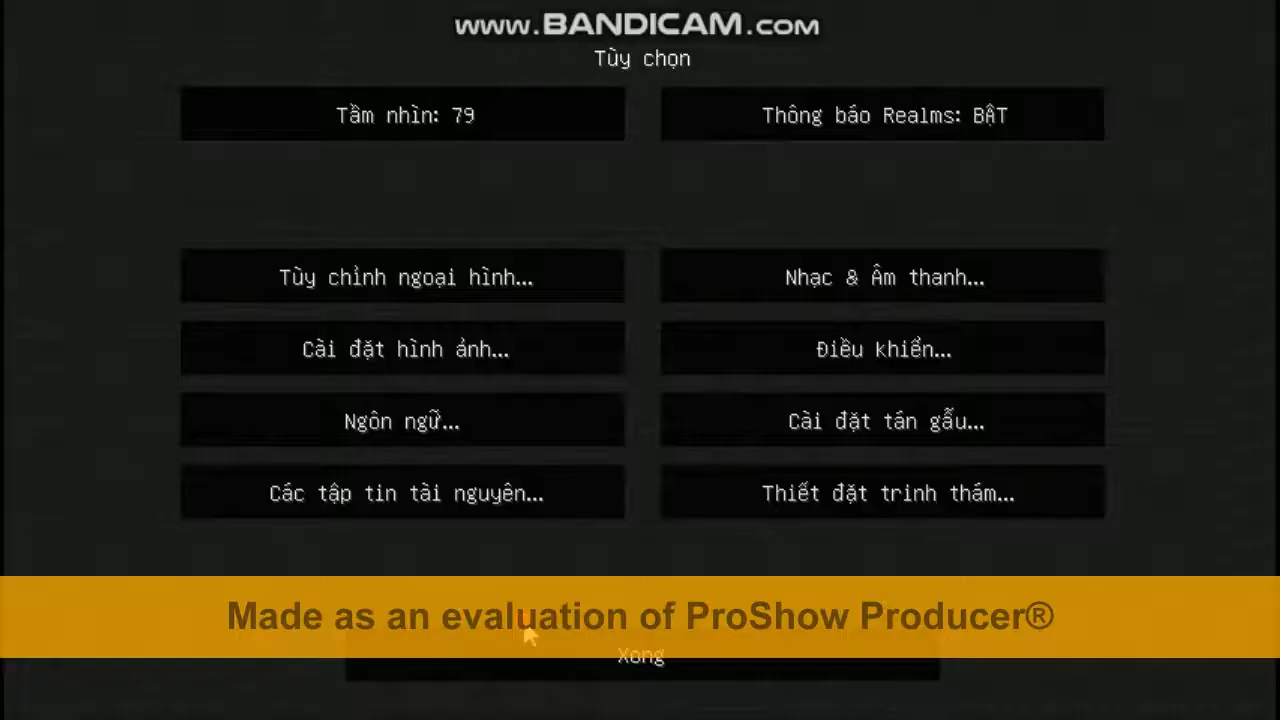 www.BANDICAM.com
Tùy chọn
Tầm nhìn: 79
Thông báo Realms: BẬT
Tùy chỉnh ngoại hình...
Nhạc & Âm thanh...
Cài đặt hình ảnh...
Điều khiển...
Ngôn ngữ...
Cài đặt tán gẫu...
Các tập tin tài nguyên...
Thiết đặt trinh thám...
Made as an evaluation of ProShow Producer®
Xong